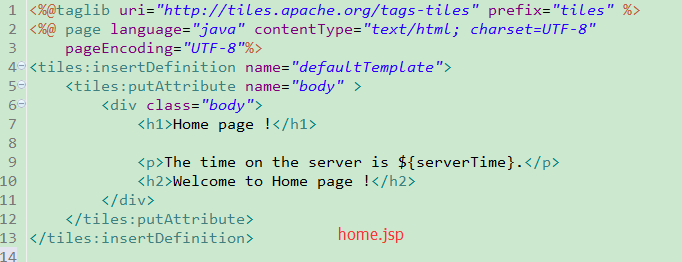 1 <%@taglib uri="http://tiles.apache.org/tags-tiles" prefix="tiles" %>
2 <%@ page language="java" contentType="text/html; charset=UTF-8"
3     pageEncoding="UTF-8"%>
4 <tiles:insertDefinition name="defaultTemplate">
5     <tiles:putAttribute name="body" >
6         <div class="body">
7             <h1>Home page !</h1>
8
9             <p>The time on the server is ${serverTime}.</p>
10             <h2>Welcome to Home page !</h2>
11         </div>
12     </tiles:putAttribute>
13 </tiles:insertDefinition>
home.jsp
14